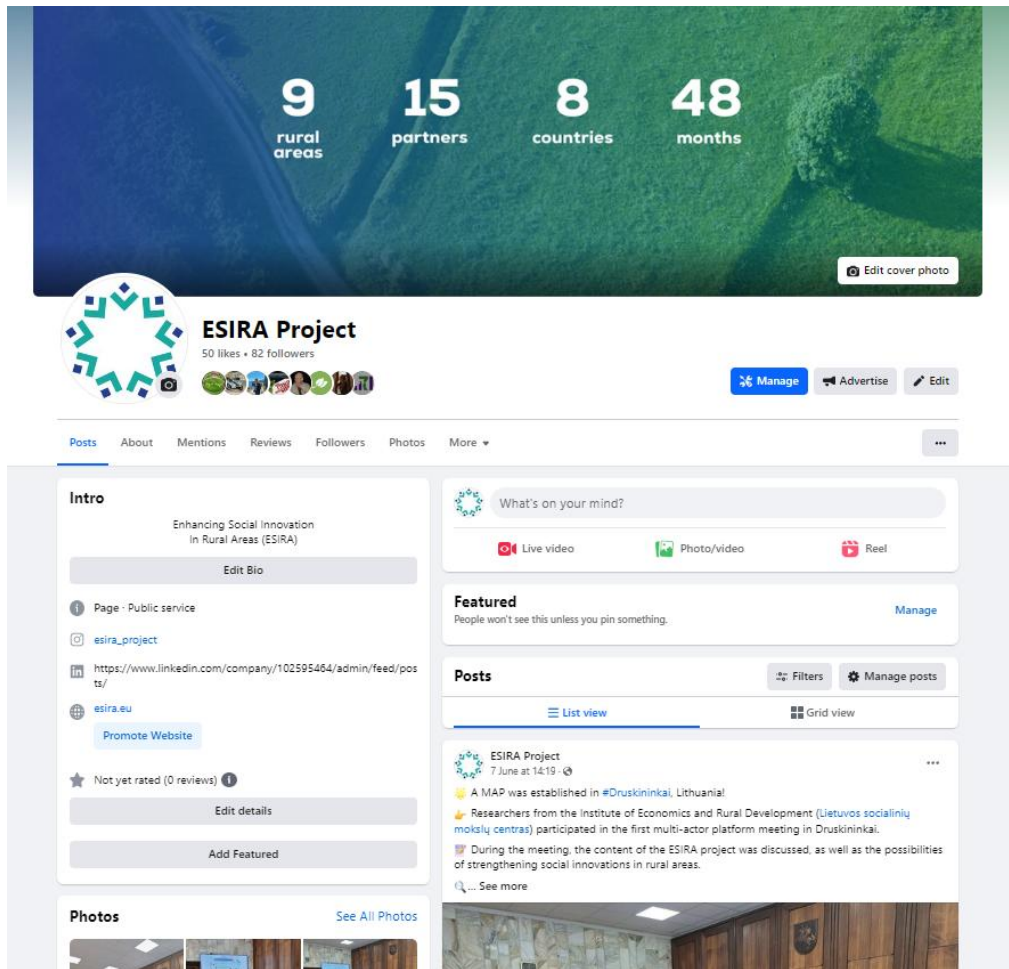 9
rural
areas
15
partners
8
countries
48
months
Edit cover photo
ESIRA Project
50 likes • 82 followers
Manage
Advertise
Edit
Posts
About
Mentions
Reviews
Followers
Photos
More
Intro
Enhancing Social Innovation
In Rural Areas (ESIRA)
Edit Bio
Page · Public service
esira_project
https://www.linkedin.com/company/102595464/admin/feed/pos
ts/
esira.eu
Promote Website
Not yet rated (0 reviews)
Edit details
Add Featured
Photos
See All Photos
What's on your mind?
Live video
Photo/video
Reel
Featured
People won't see this unless you pin something.
Manage
Posts
Filters
Manage posts
List view
Grid view
ESIRA Project
7 June at 14:19 ·
A MAP was established in #Druskininkai, Lithuania!
Researchers from the Institute of Economics and Rural Development (Lietuvos socialinių
mokslų centras) participated in the first multi-actor platform meeting in Druskininkai.
During the meeting, the content of the ESIRA project was discussed, as well as the possibilities
of strengthening social innovations in rural areas.
... See more